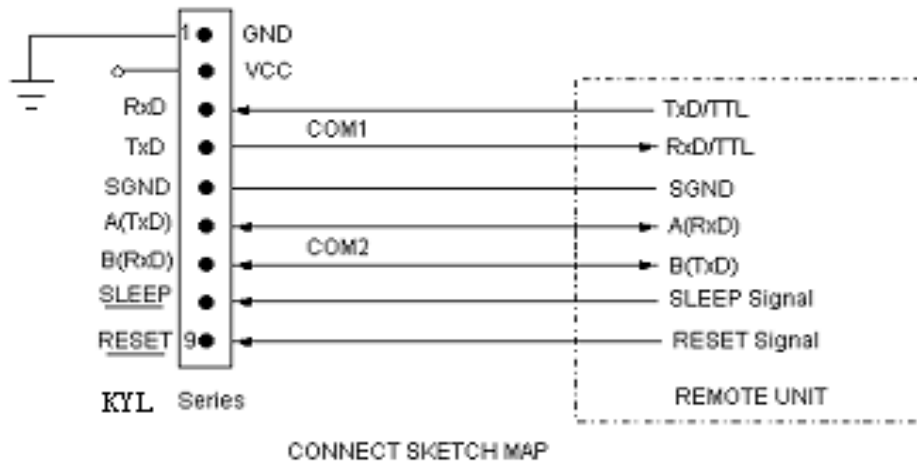 1 GND
VCC
RxD TxD/TTL
COM1
TxD RxD/TTL
SGND SGND
A(TxD) A(RxD)
COM2
B(RxD) B(TxD)
SLEEP SLEEP Signal
RESET 9 RESET Signal
KYL Series REMOTE UNIT
CONNECT SKETCH MAP